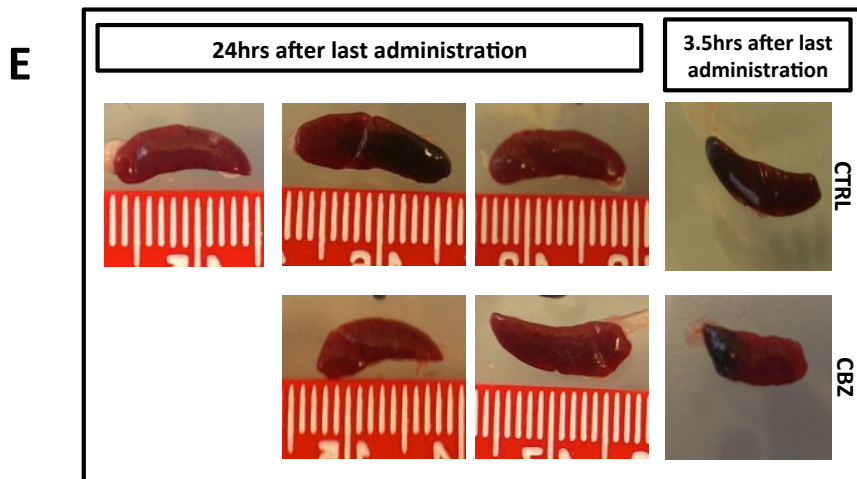 E
24hrs after last administration
3.5hrs after last
administration
CTRL
CBZ